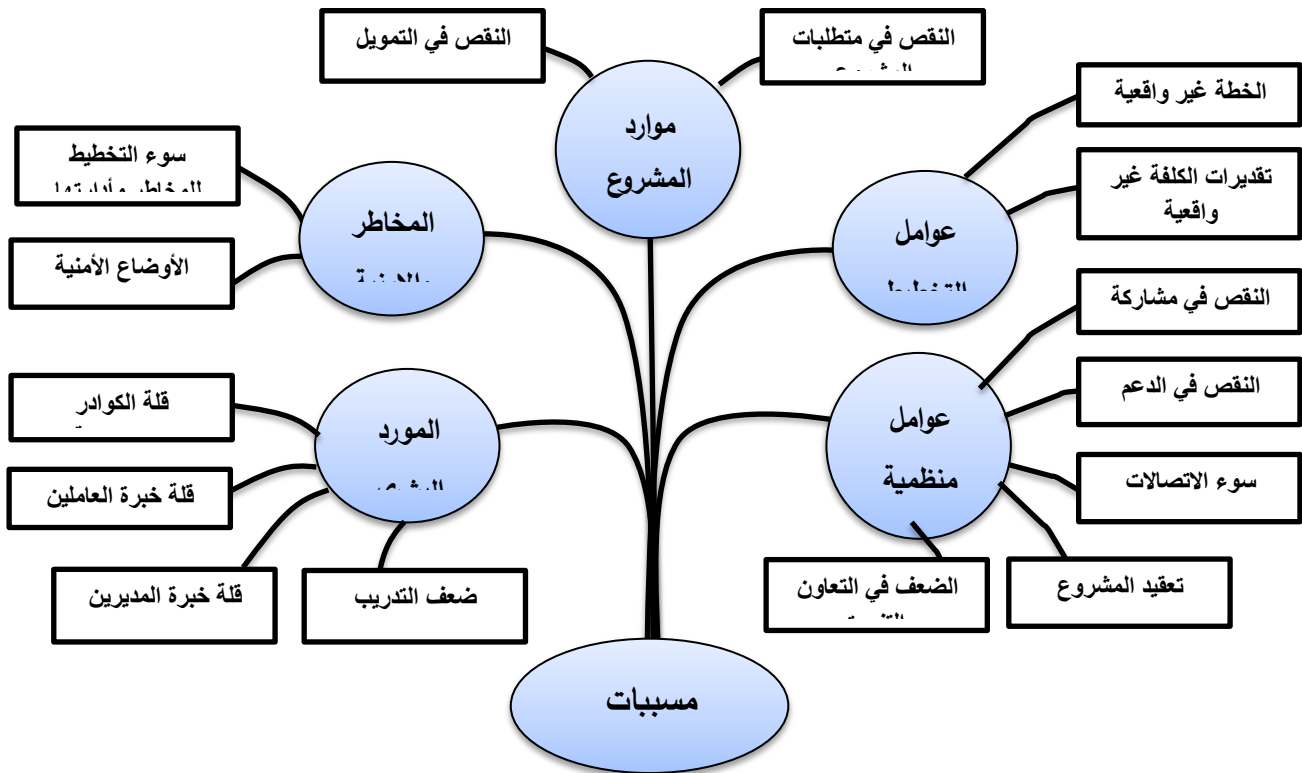 النقص في متطلبات
النقص في التمويل
موارد
المشروع
الخطة غير واقعية
تقديرات الكلفة غير
واقعية
عوامل
سوء التخطيط
المخاطر
الأوضاع الأمنية
النقص في مشاركة
النقص في الدعم
سوء الاتصالات
تعقيد المشروع
الضعف في التعاون
عوامل
منظمية
المورد
قلة الكوادر
قلة خبرة العاملين
قلة خبرة المديرين
ضعف التدريب
مسببات